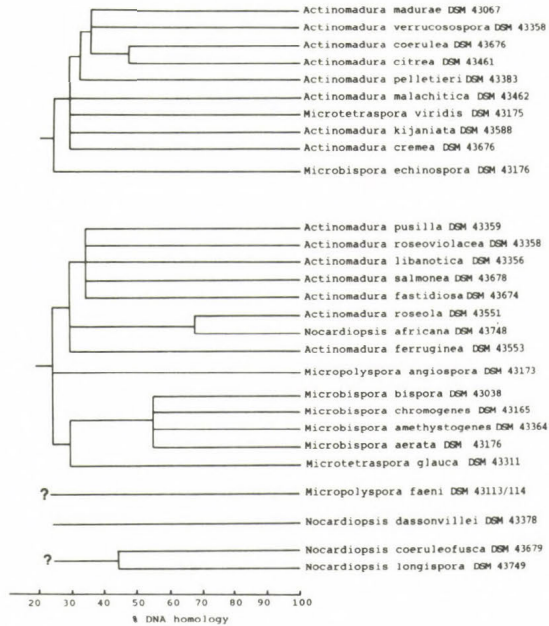 Actinomadura madurae DSM 43067
Actinomadura verrucosospora DSM 43358
Actinomadura coerulea DSM 43676
Actinomadura citrea DSM 43461
Actinomadura pelletieri DSM 43383
Actinomadura malachitica DSM 43462
Microtetraspora viridis DSM 43175
Actinomadura kijaniata DSM 43588
Actinomadura cremea DSM 43676
Microbispora echinospora DSM 43176
Actinomadura pusilla DSM 43359
Actinomadura roseoviolacea DSM 43358
Actinomadura libanotica DSM 43356
Actinomadura salmonea DSM 43678
Actinomadura fastidiosa DSM 43674
Actinomadura roseola DSM 43551
Nocardiopsis africana DSM 43748
Actinomadura ferruginea DSM 43553
Micropolyspora angiospora DSM 43173
Microbispora bispora DSM 43038
Microbispora chromogenes DSM 43165
Microbispora amethystogenes DSM 43364
Microbispora aerata DSM 43176
Microtetraspora glauca DSM 43311
? Micropolyspora faeni DSM 43113/114
Nocardiopsis dassonvillei DSM 43378
Nocardiopsis coeruleofusca DSM 43679
?
Nocardiopsis longispora DSM 43749
20 30 40 50 60 70 80 90 100
% DNA homology